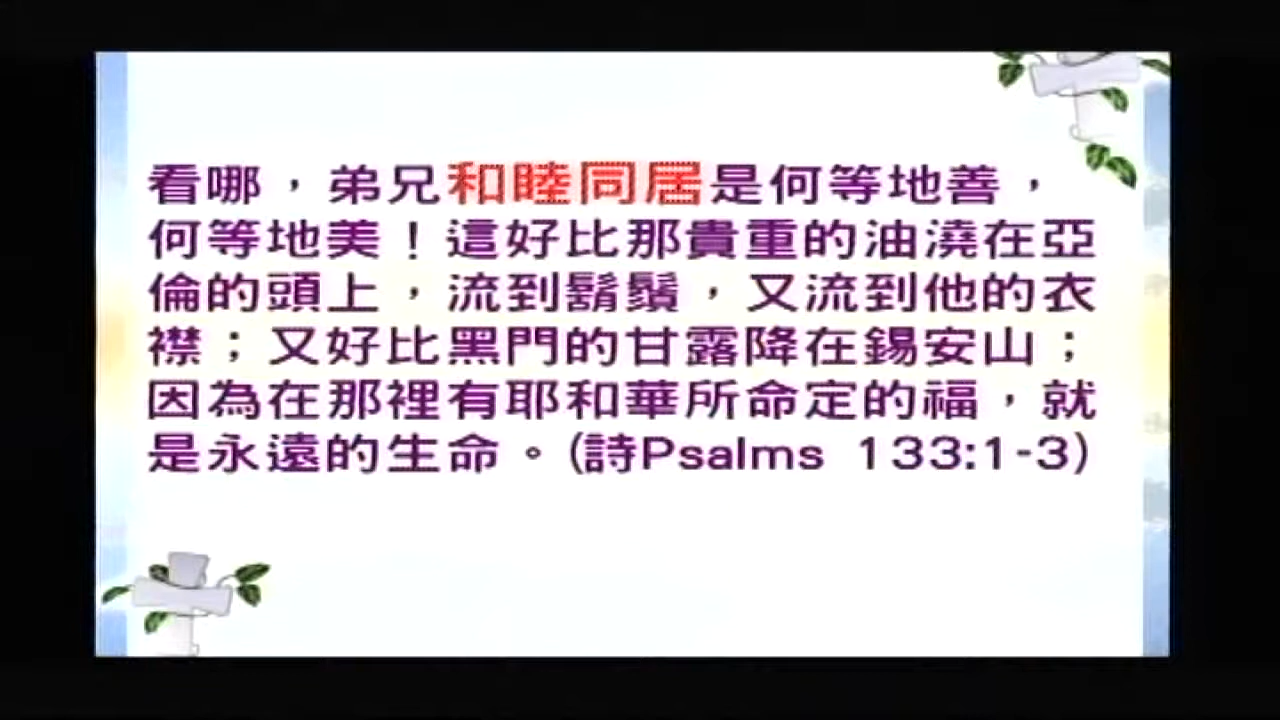 看哪，弟兄和睦同居是何等地善，
何等地美！這好比那貴重的油澆在亞
倫的頭上，流到鬍鬚，又流到他的衣
襟；又好比黑門的甘露降在錫安山；
因為在那裡有耶和華所命定的福，就
是永遠的生命。(詩Psalms 133:1-3)